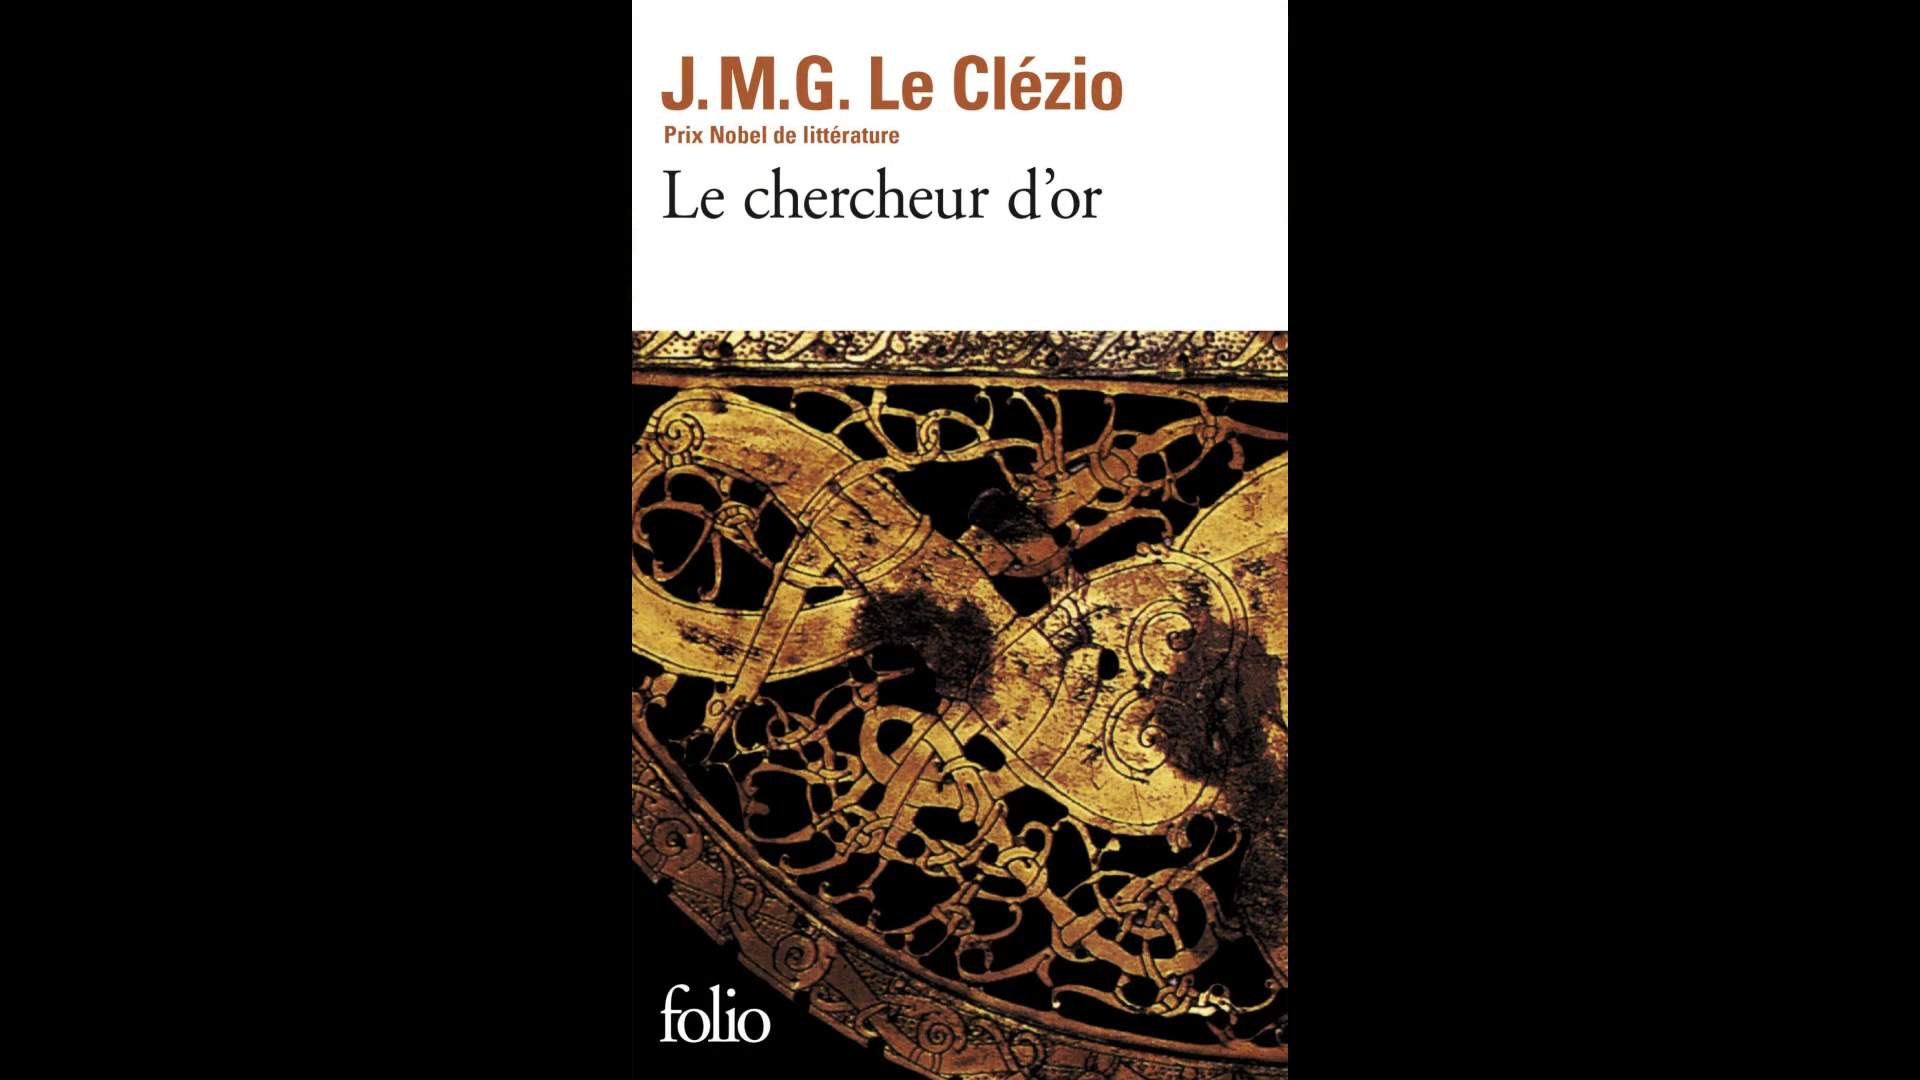 J.M.G. Le Clézio
Prix Nobel de littérature
Le chercheur d’or
folio